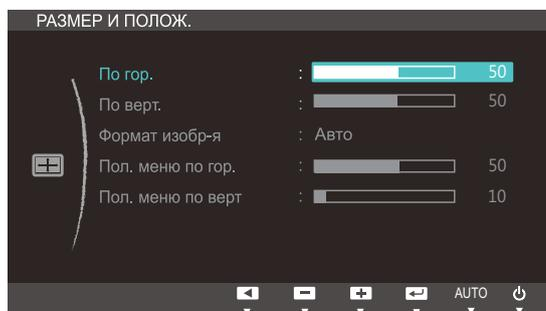 РАЗМЕР И ПОЛОЖ.
По гор. : 50
По верт. : 50
Формат изобр-я : Авто
Пол. меню по гор. : 50
Пол. меню по верт : 10
AUTO